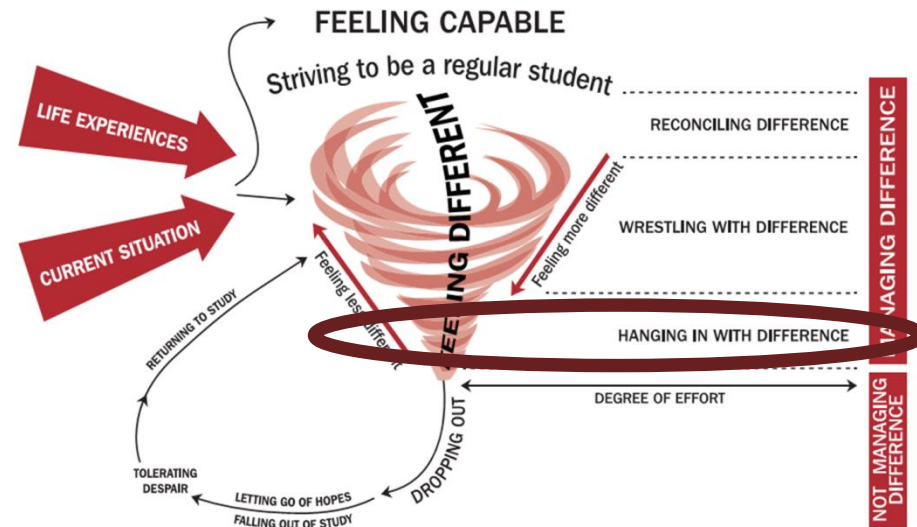 FEELING CAPABLE
Striving to be a regular student
LIFE EXPERIENCES
CURRENT SITUATION
FEELING DIFFERENT
Feeling less different
Feeling more different
RECONCILING DIFFERENCE
WRESTLING WITH DIFFERENCE
HANGING IN WITH DIFFERENCE
MANAGING DIFFERENCE
DEGREE OF EFFORT
NOT MANAGING
DIFFERENCE
RETURNING TO STUDY
TOLERATING
DESPAIR
LETTING GO OF HOPES
FALLING OUT OF STUDY
DROPPING OUT